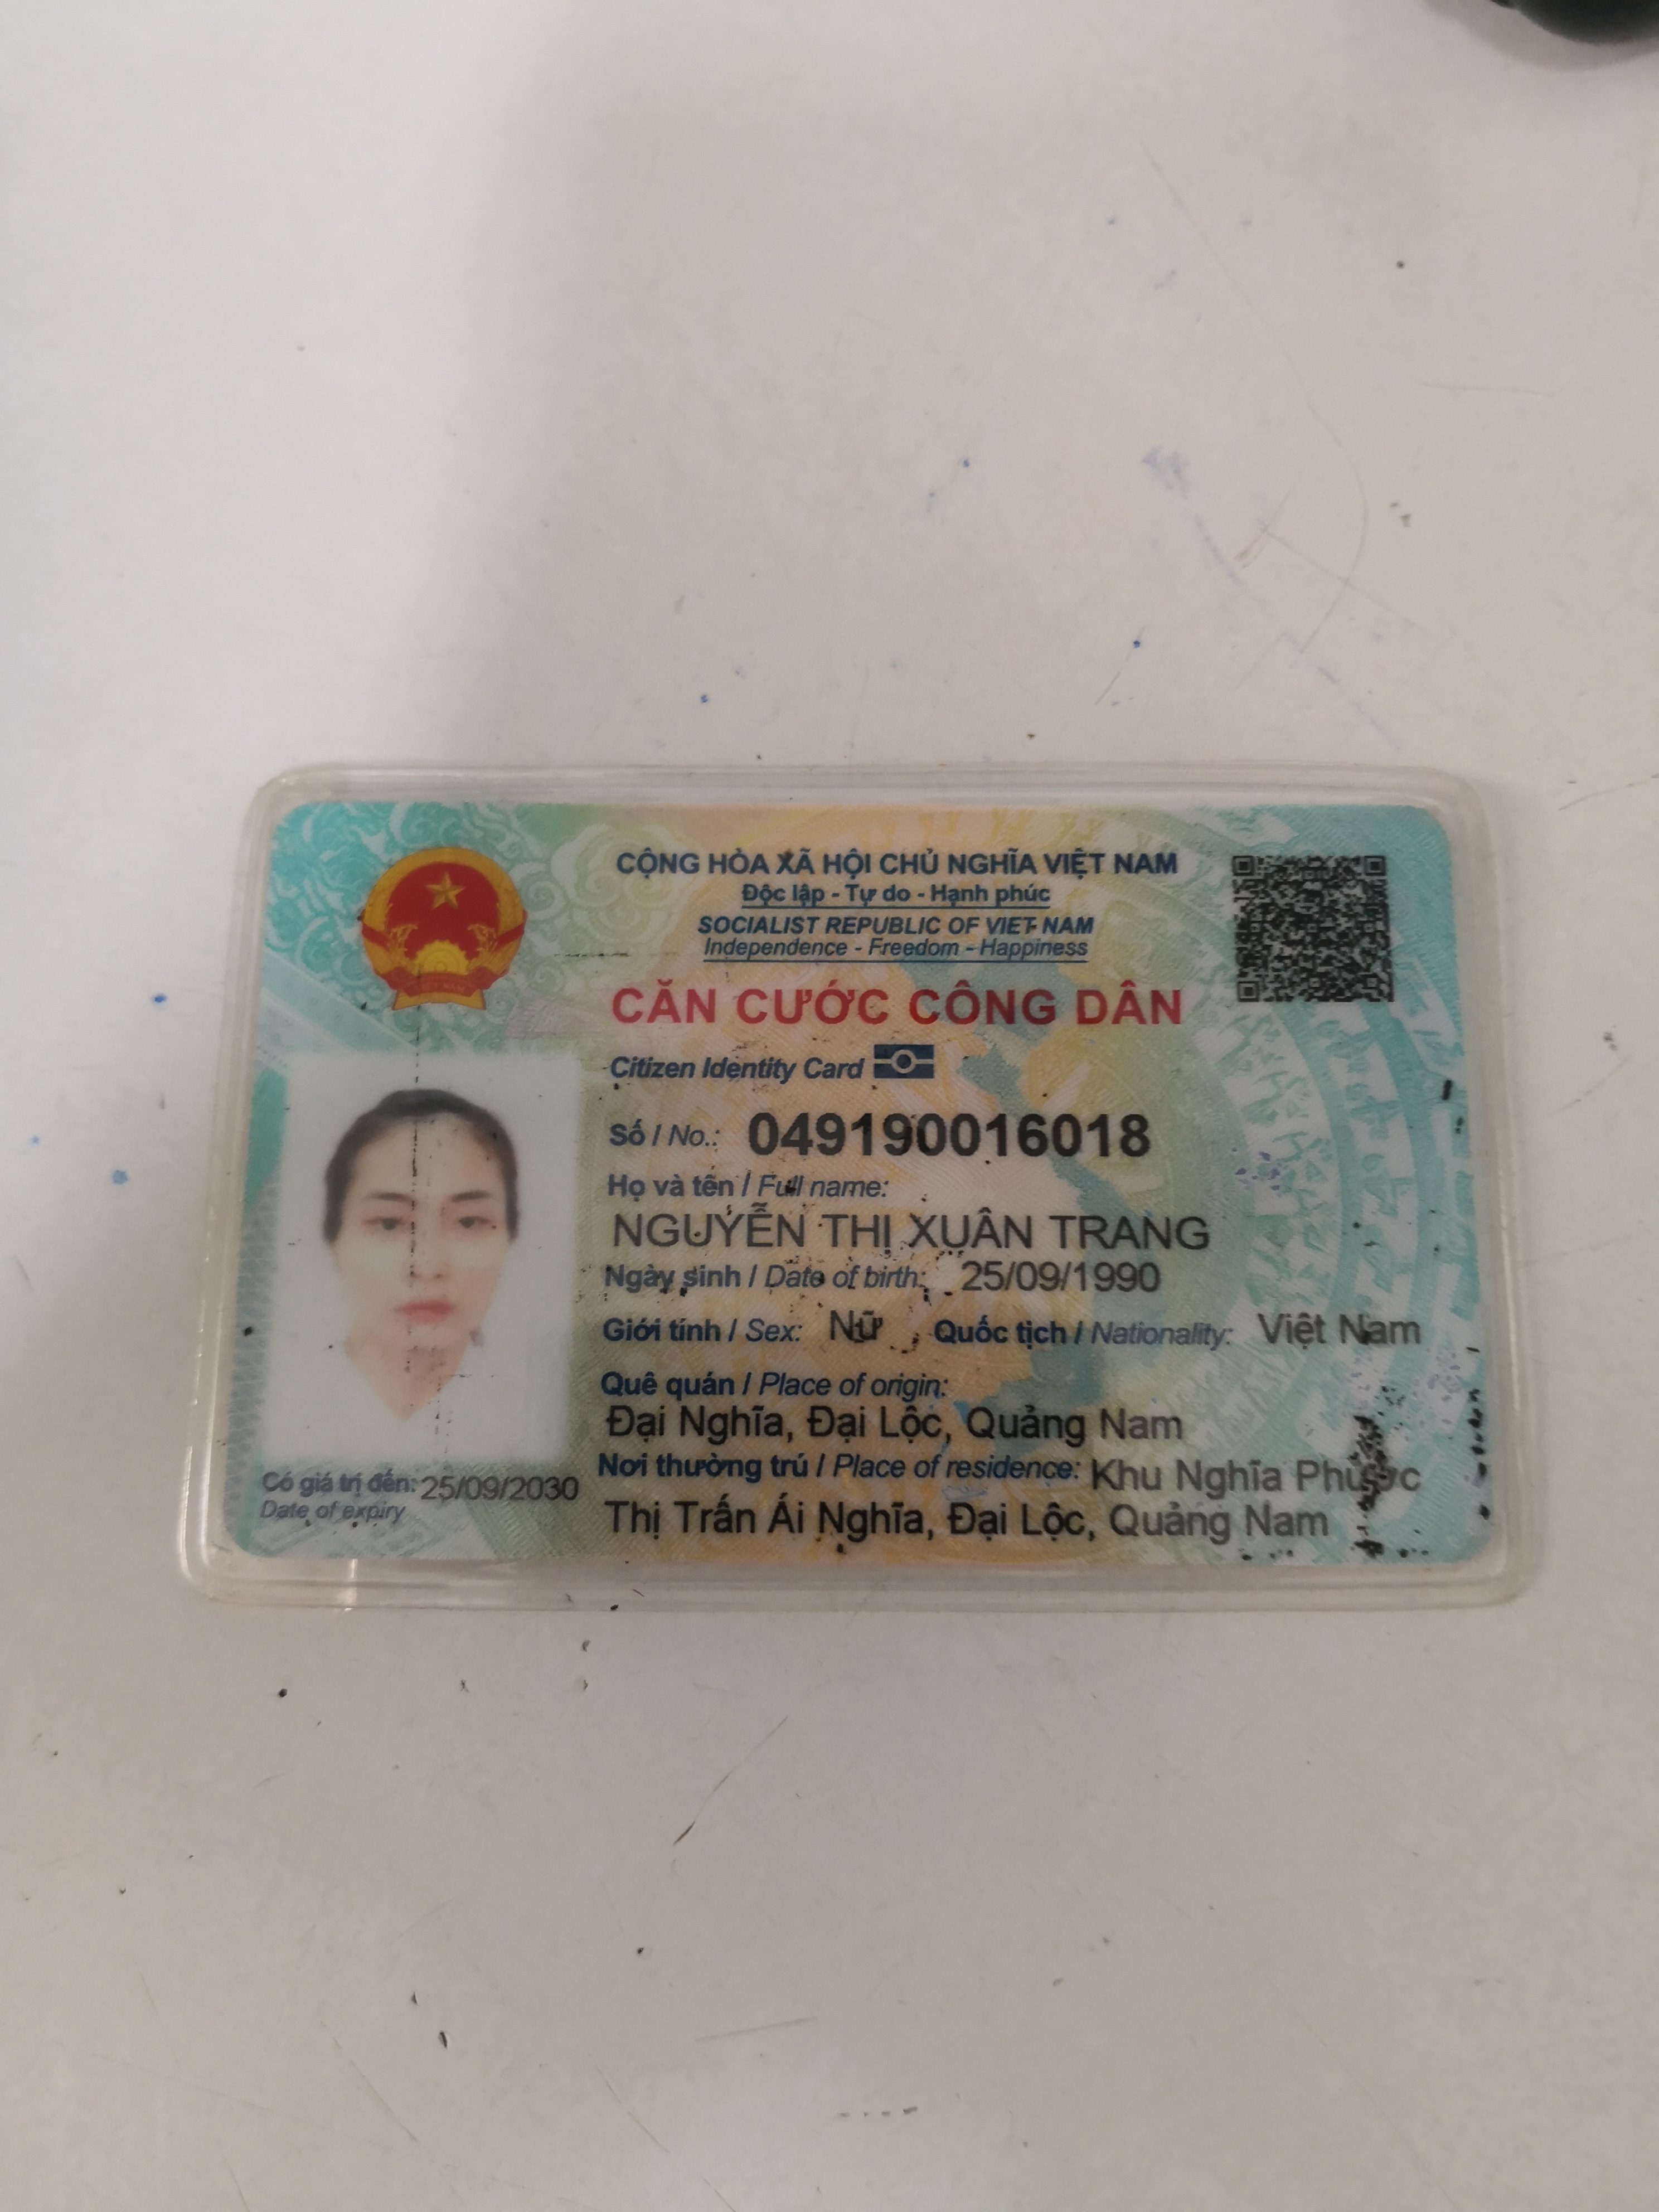 CỘNG HÒA XÃ HỘI CHỦ NGHĨA VIỆT NAM
Độc lập - Tự do - Hạnh phúc
SOCIALIST REPUBLIC OF VIET NAM
Independence - Freedom - Happiness
CĂN CƯỚC CÔNG DÂN
Citizen Identity Card
Số / No.: 049190016018
Họ và tên / Full name:
NGUYỄN THỊ XUÂN TRANG
Ngày sinh / Date of birth: 25/09/1990
Giới tính / Sex: Nữ Quốc tịch / Nationality: Việt Nam
Quê quán / Place of origin:
Đại Nghĩa, Đại Lộc, Quảng Nam
Nơi thường trú / Place of residence: Khu Nghĩa Phước
Thị Trấn Ái Nghĩa, Đại Lộc, Quảng Nam
Có giá trị đến: 25/09/2030
Date of expiry